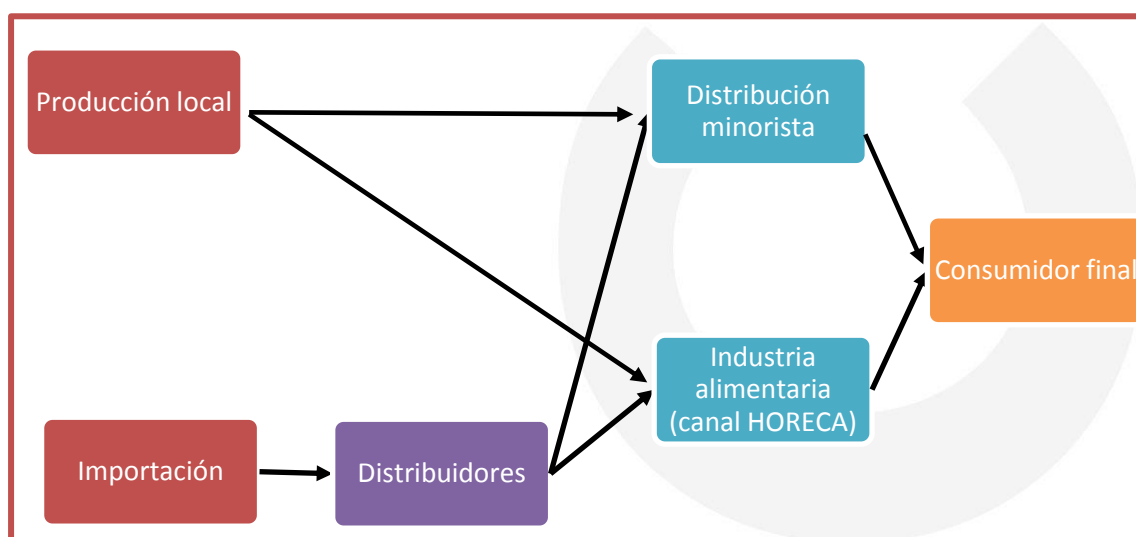 Producción local
Distribución
minorista
Consumidor final
Industria
alimentaria
(canal HORECA)
Importación
Distribuidores